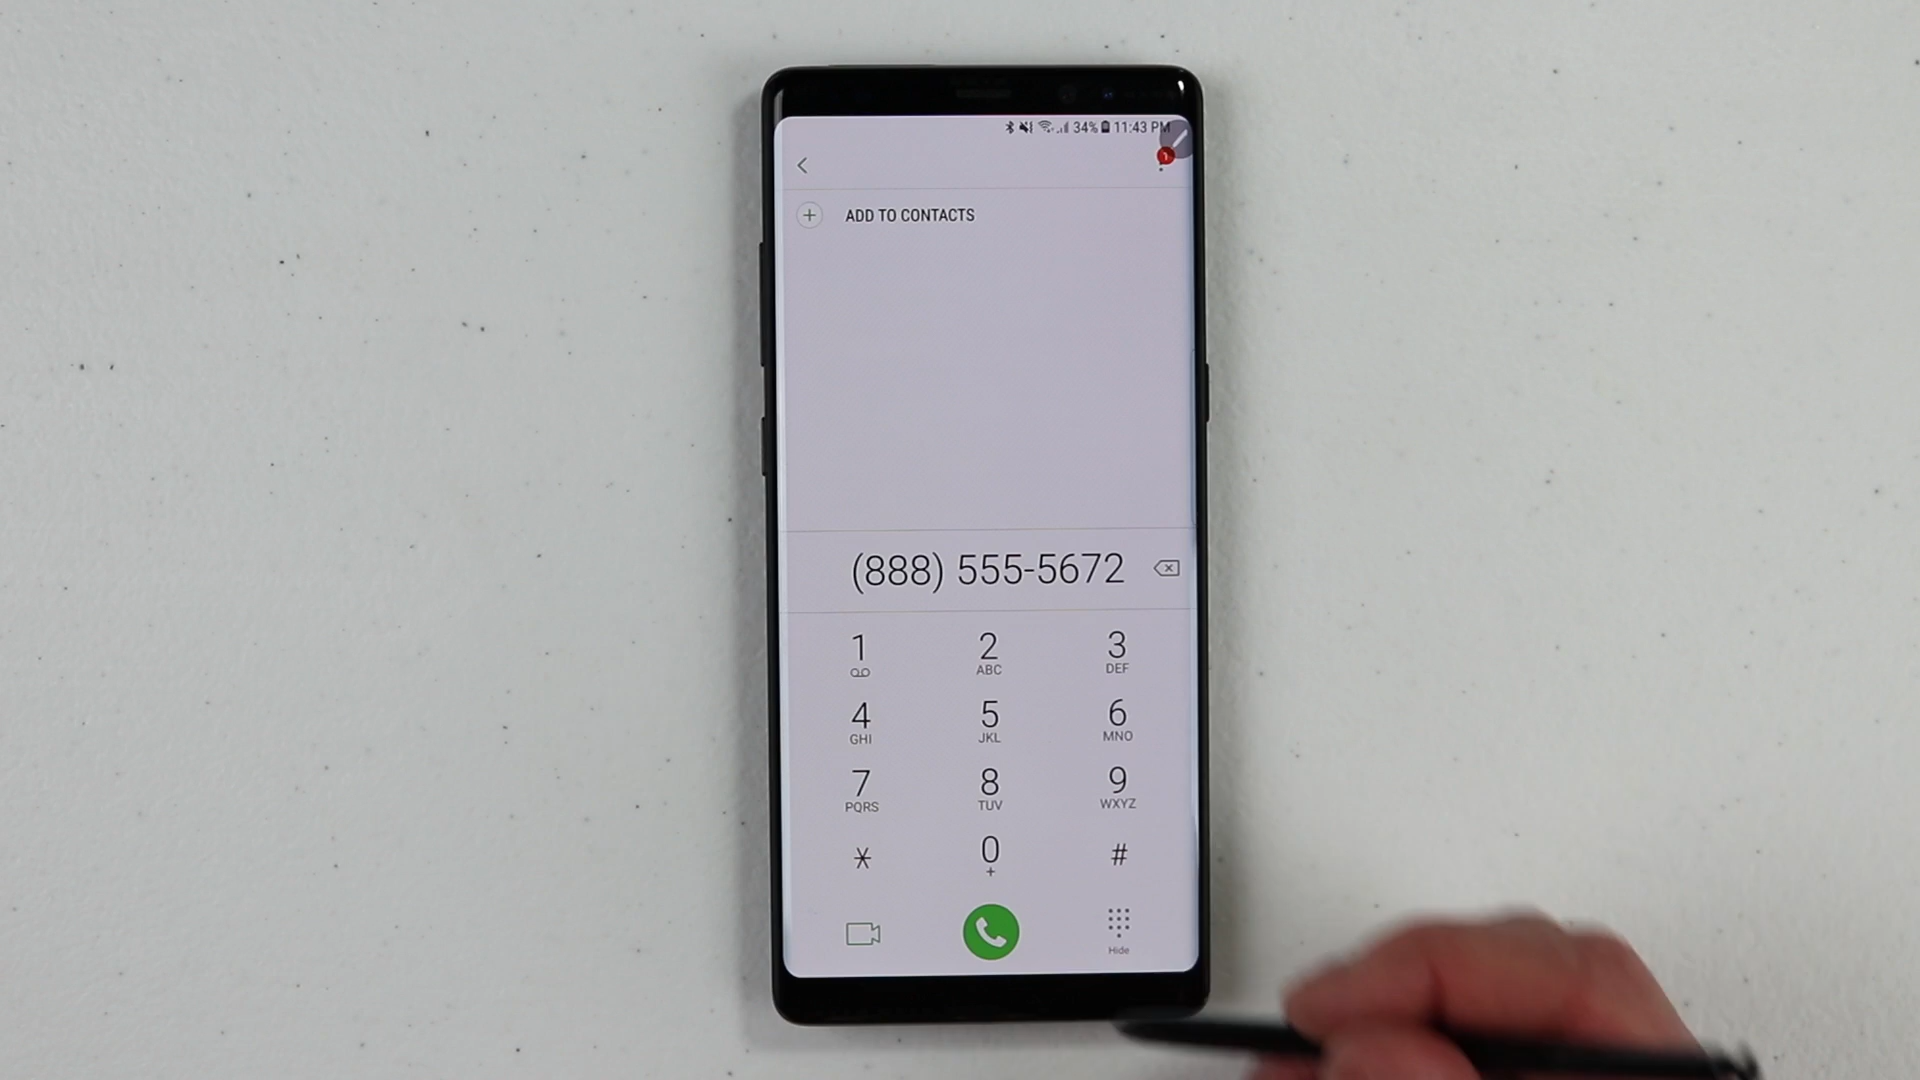 34% 11:43 PM
1
ADD TO CONTACTS
(888) 555-5672
1 2 3
ABC DEF
4 5 6
GHI JKL MNO
7 8 9
PQRS TUV WXYZ
* 0 #
+
Hide